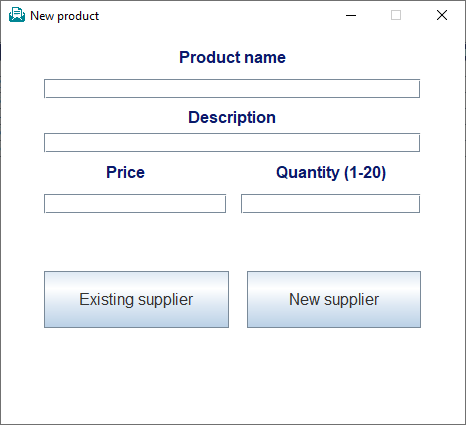 New product
Product name
Description
Price
Quantity (1-20)
Existing supplier
New supplier